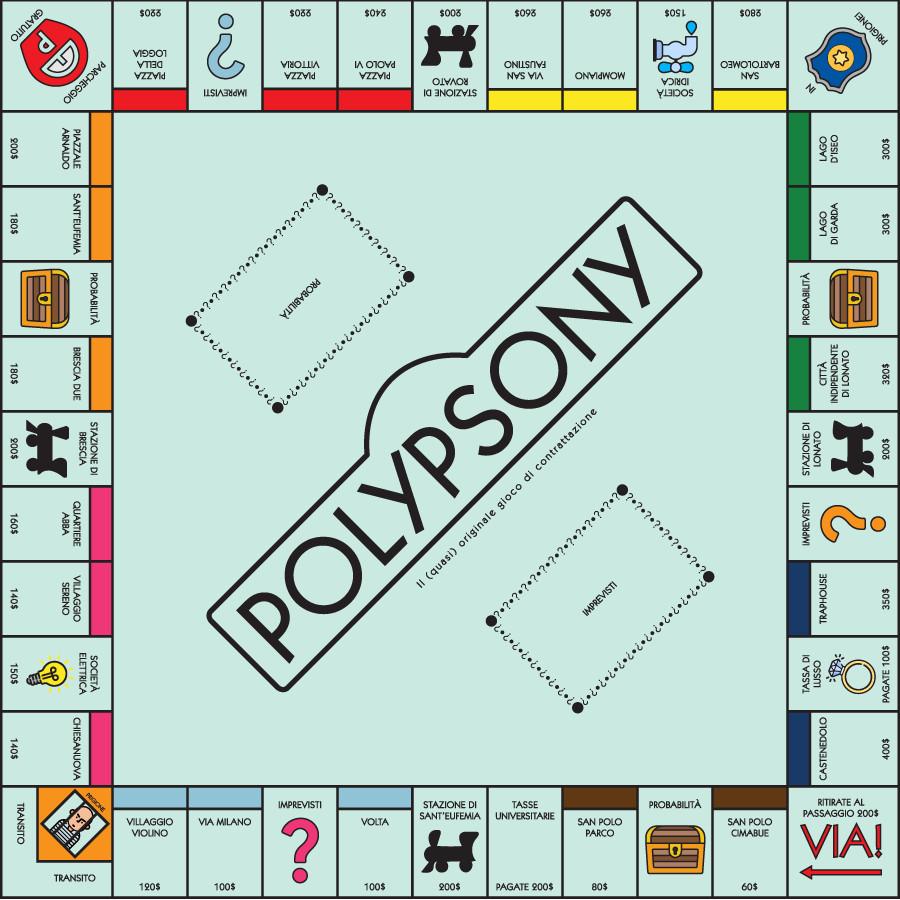 PARCHEGGIO
GRATUITO
P
PIAZZA
DELLA
LOGGIA
220$
IMPREVISTI
PIAZZA
VITTORIA
220$
PIAZZA
PAOLO VI
240$
STAZIONE DI
ROVATO
200$
VIA SAN
FAUSTINO
260$
MOMPIANO
260$
SOCIETÀ
IDRICA
150$
SAN
BARTOLOMEO
280$
IN
PRIGIONE!
PIAZZALE
ARNALDO
200$
SANT'EUFEMIA
180$
PROBABILITÀ
BRESCIA DUE
180$
STAZIONE DI
BRESCIA
200$
QUARTIERE
ABBA
160$
VILLAGGIO
SERENO
140$
SOCIETÀ
ELETTRICA
150$
CHIESANUOVA
140$
LAGO
D'ISEO
300$
LAGO
DI GARDA
300$
PROBABILITÀ
CITTÀ
INDIPENDENTE
DI LONATO
320$
STAZIONE DI
LONATO
200$
IMPREVISTI
TRAPHOUSE
350$
TASSA DI
LUSSO
PAGATE 100$
CASTENEDOLO
400$
PROBABILITÀ
POLYPSONY
Il (quasi) originale gioco di contrattazione
IMPREVISTI
TRANSITO
PRIGIONE
TRANSITO
VILLAGGIO
VIOLINO
120$
VIA MILANO
100$
IMPREVISTI
VOLTA
100$
STAZIONE DI
SANT'EUFEMIA
200$
TASSE
UNIVERSITARIE
PAGATE 200$
SAN POLO
PARCO
80$
PROBABILITÀ
SAN POLO
CIMABUE
60$
RITIRATE AL
PASSAGGIO 200$
VIA!